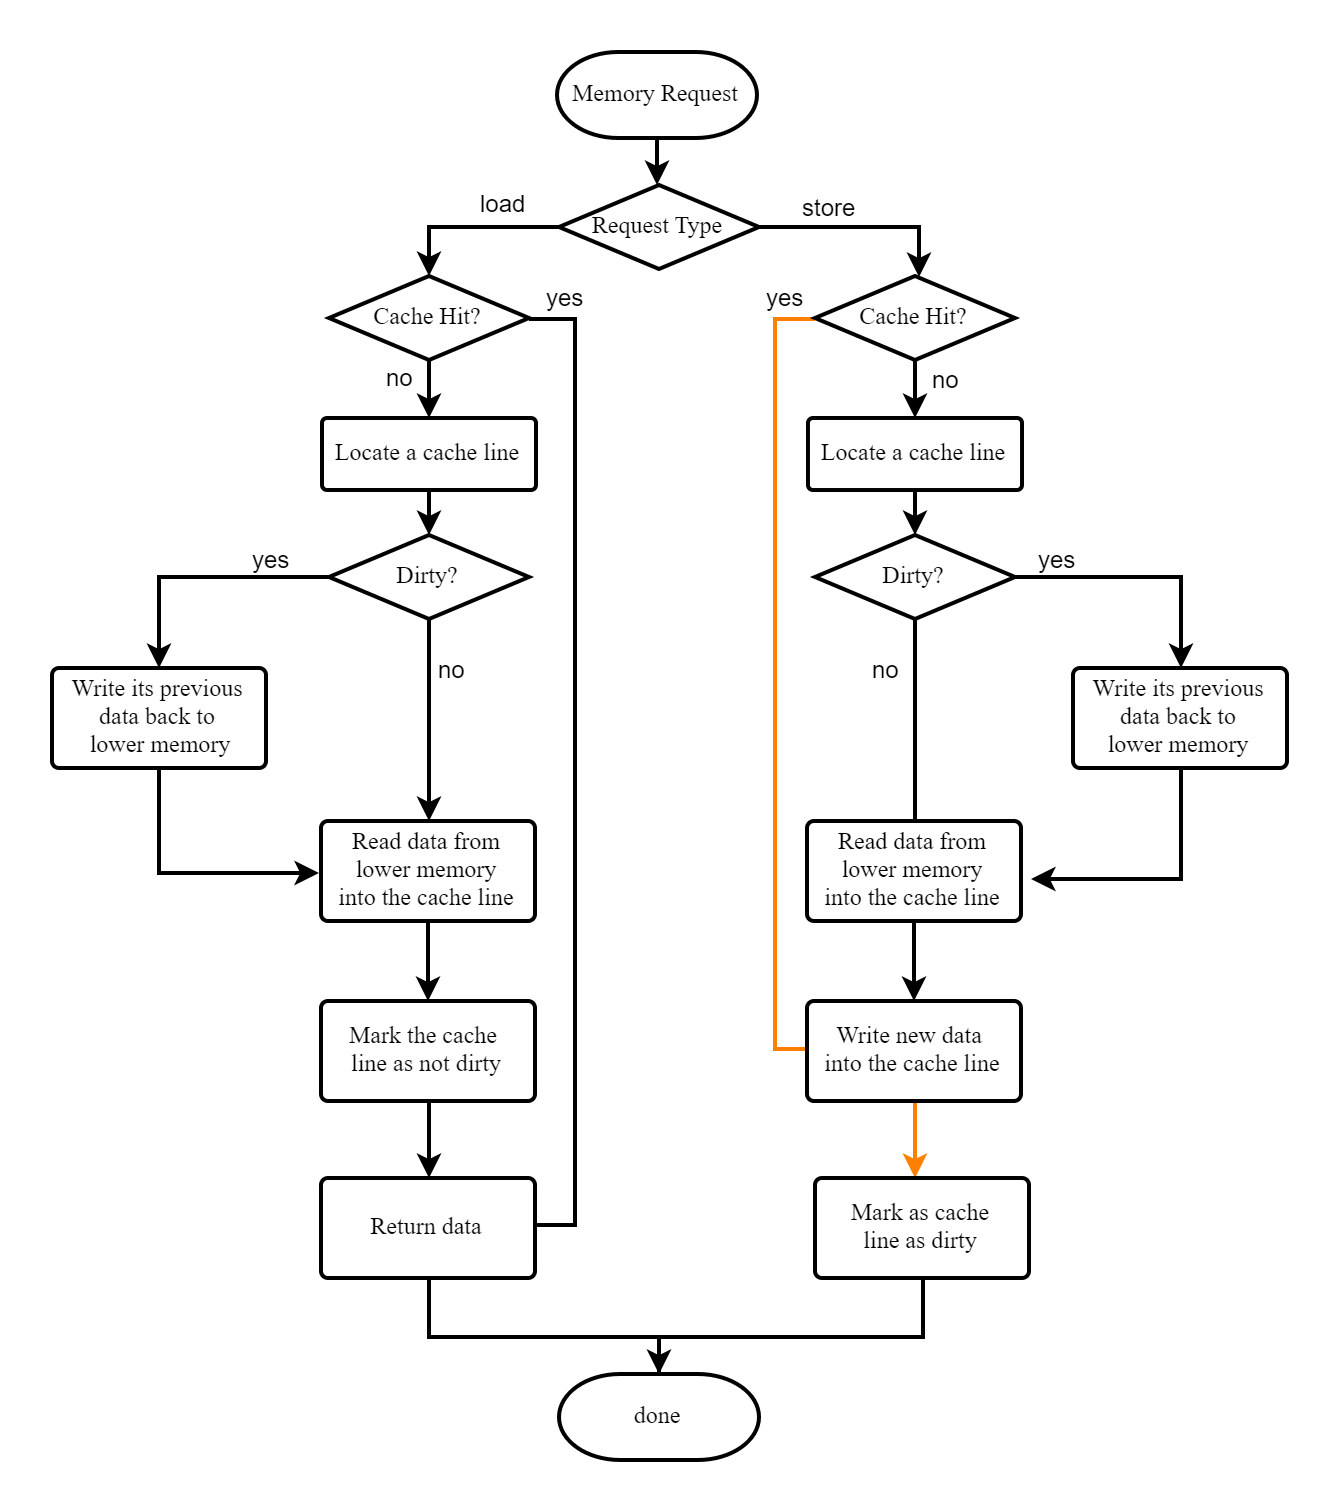 Memory Request
load
store
Request Type
yes
yes
Cache Hit?
Cache Hit?
no
no
Locate a cache line
Locate a cache line
yes
Dirty?
Dirty?
yes
no
no
Write its previous
data back to
lower memory
Write its previous
data back to
lower memory
Read data from
lower memory
into the cache line
Read data from
lower memory
into the cache line
Mark the cache
line as not dirty
Write new data
into the cache line
Return data
Mark as cache
line as dirty
done